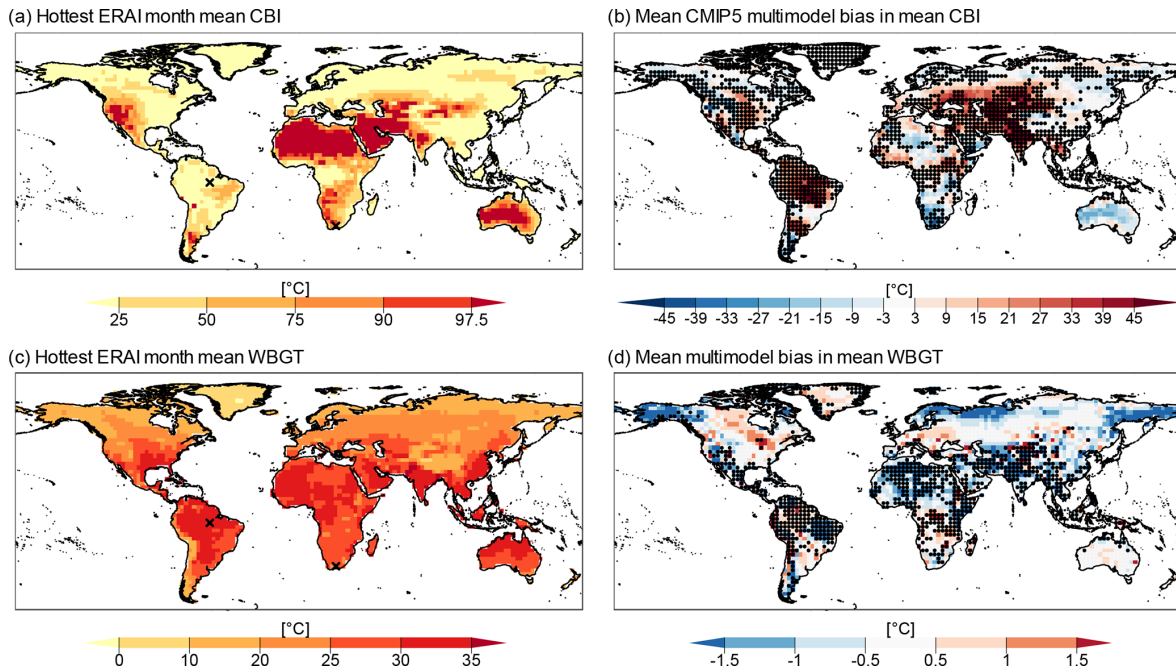 (a) Hottest ERAI month mean CBI
(b) Mean CMIP5 multimodel bias in mean CBI
[°C]
25 50 75 90 97.5
[°C]
-45 -39 -33 -27 -21 -15 -9 -3 3 9 15 21 27 33 39 45
(c) Hottest ERAI month mean WBGT
(d) Mean multimodel bias in mean WBGT
[°C]
0 10 20 25 30 35
[°C]
-1.5 -1 -0.5 0.5 1 1.5